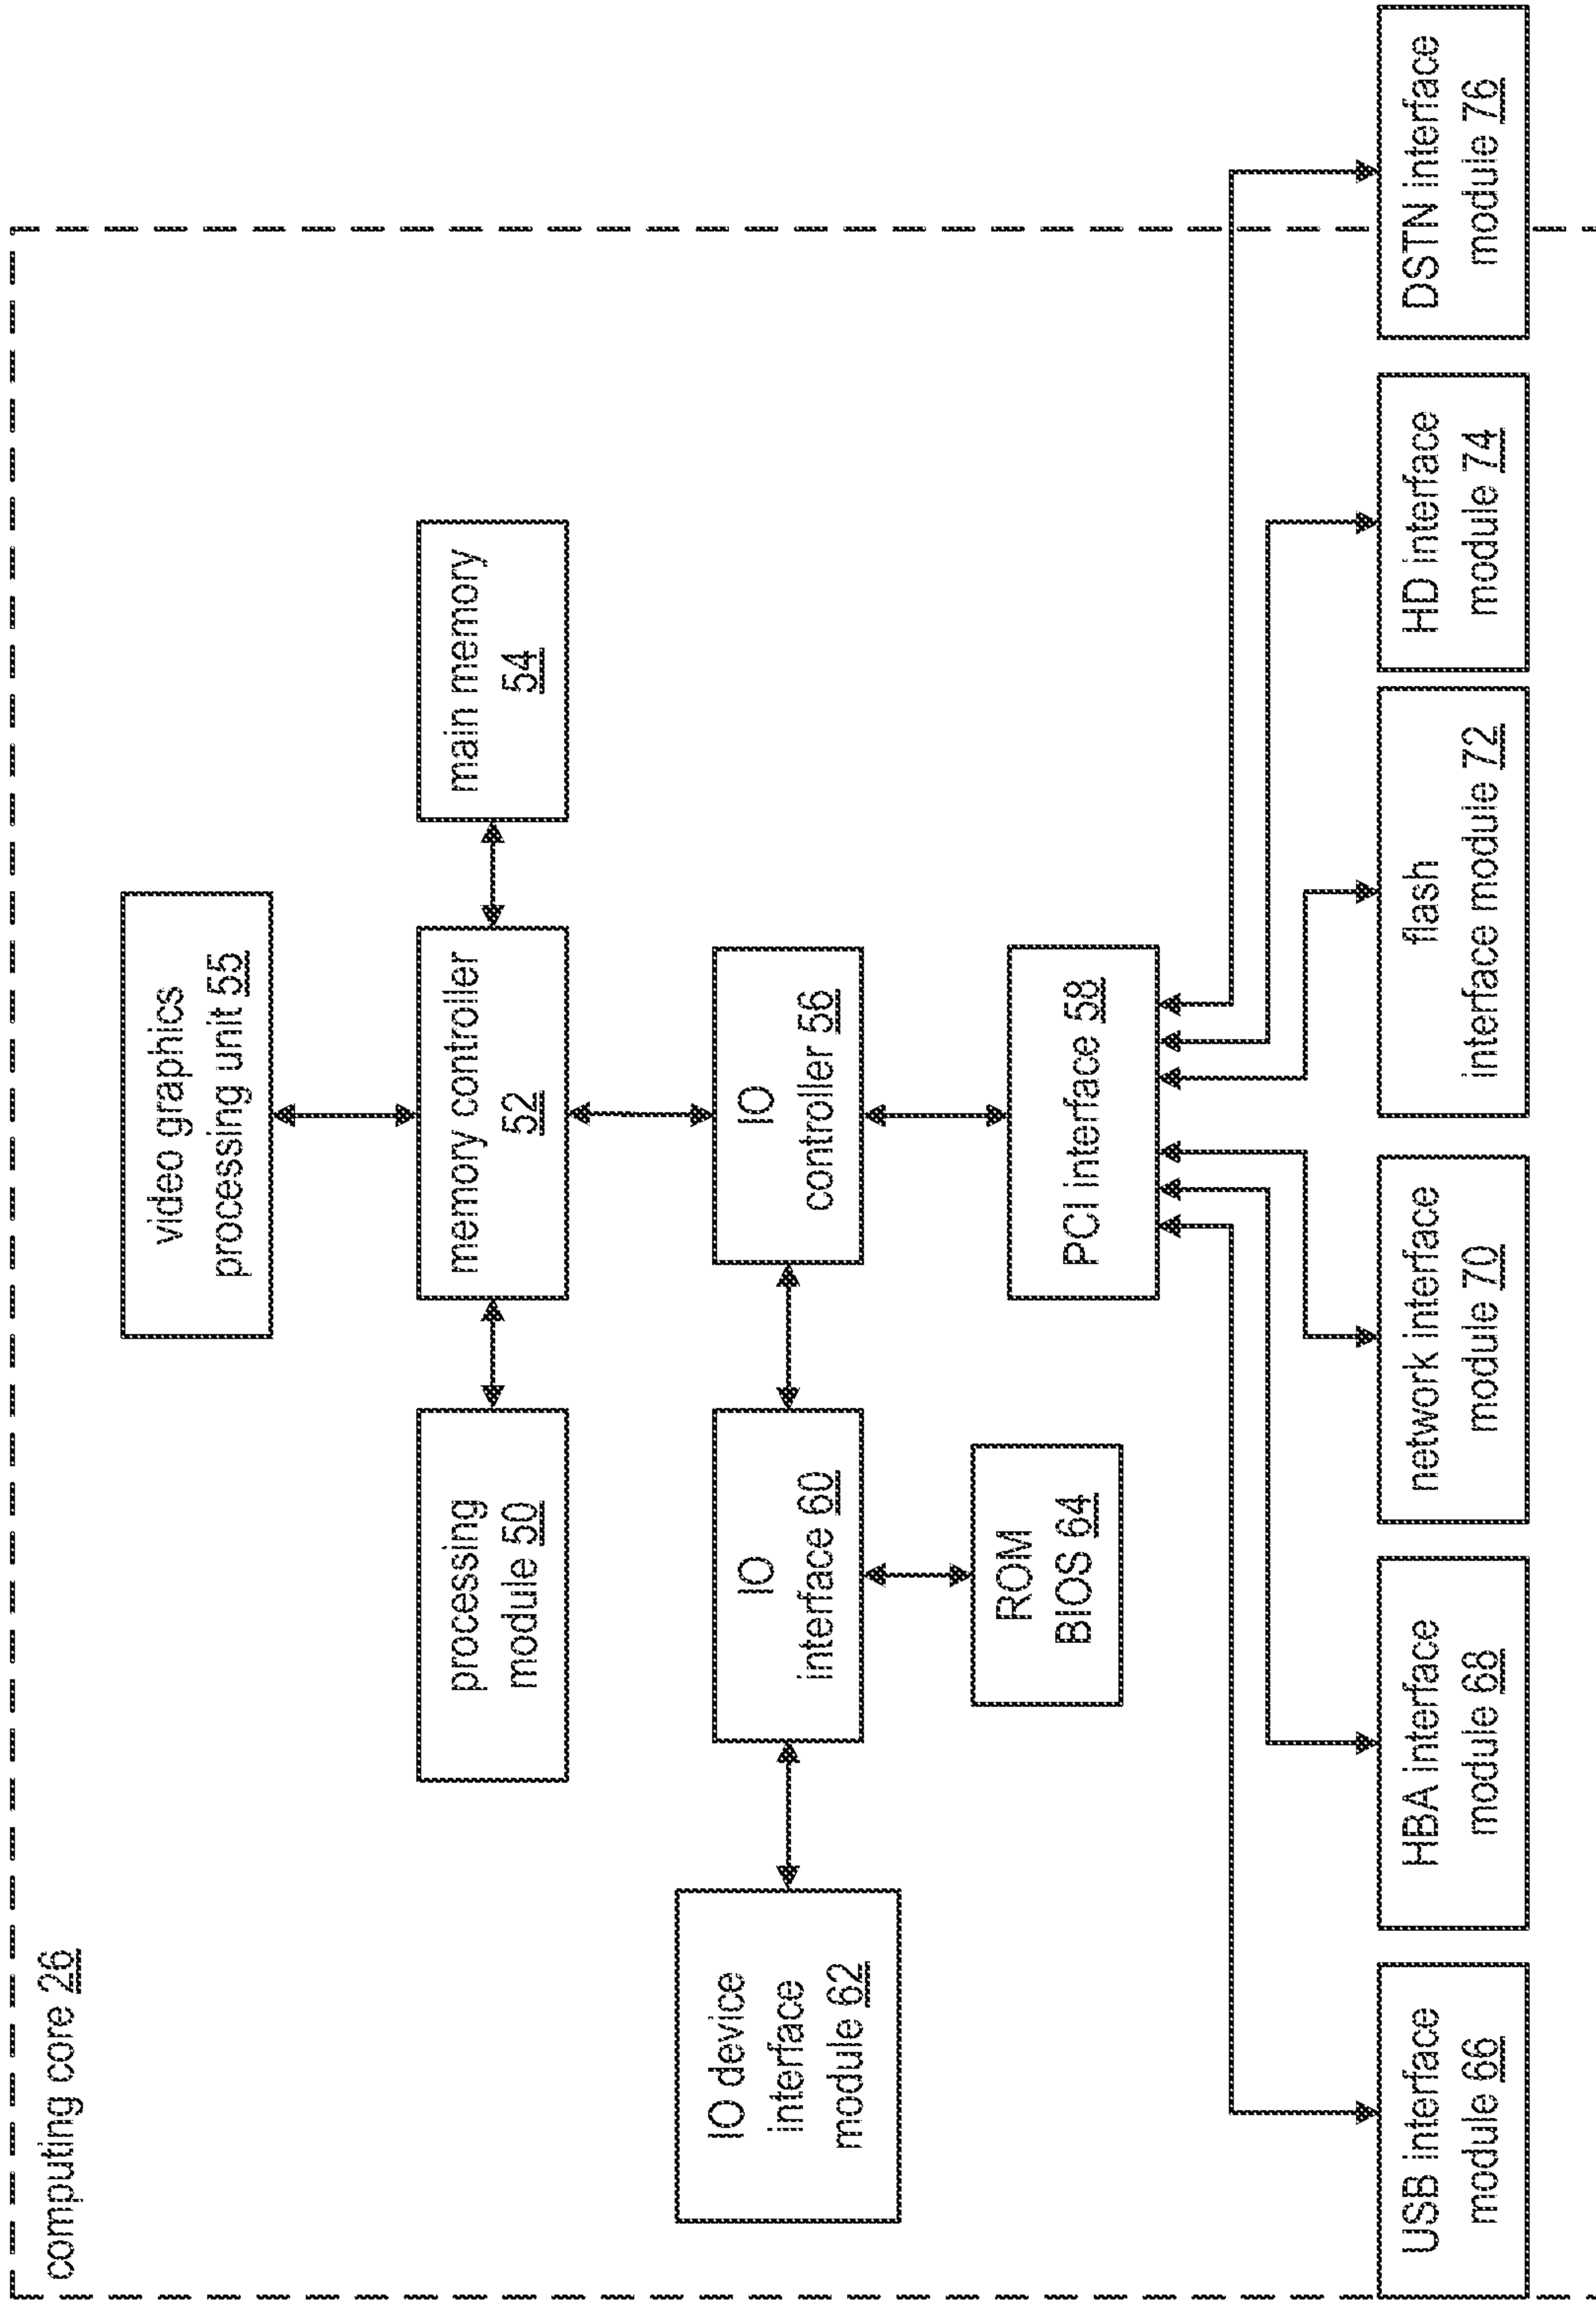 computing core 26
video graphics
processing unit 55
processing
module 50
memory controller
52
main memory
54
IO device
interface
module 62
IO
interface 60
IO
controller 56
ROM
BIOS 64
PCI interface 58
USB interface
module 66
HBA interface
module 68
network interface
module 70
flash
interface module 72
HD interface
module 74
DSTN interface
module 76